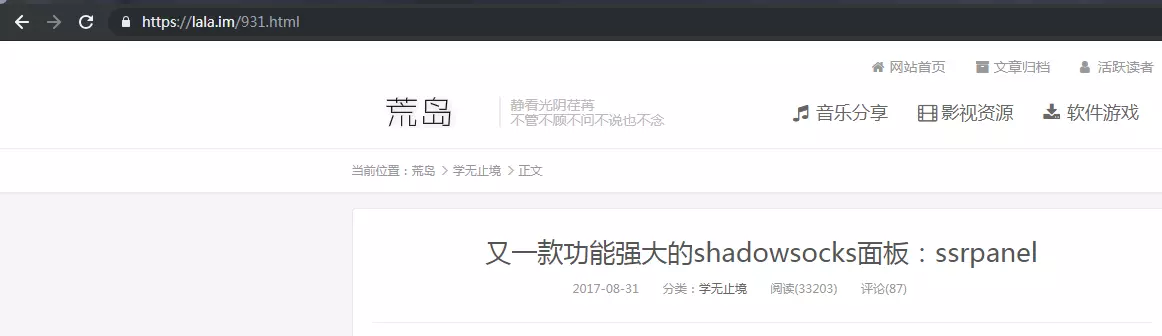 https://lala.im/931.html
网站首页 文章归档 活跃读者
荒岛
静看光阴荏苒
不管不顾不问不说也不念
音乐分享 影视资源 软件游戏
当前位置：荒岛 > 学无止境 > 正文
又一款功能强大的shadowsocks面板：ssrpanel
2017-08-31 分类：学无止境 阅读(33203) 评论(87)